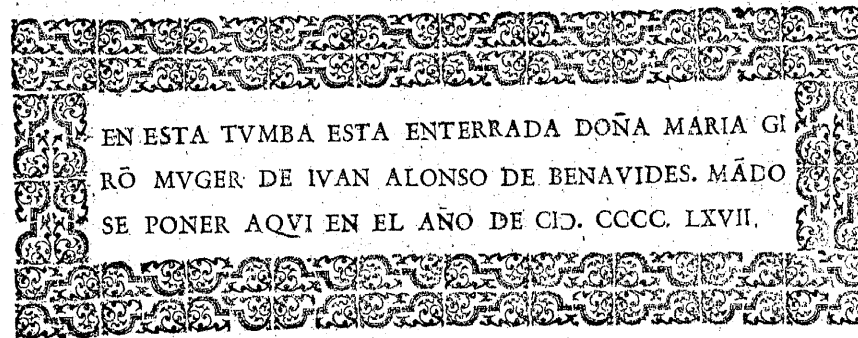 EN ESTA TVMBA ESTA ENTERRADA DOÑA MARIA GI
RÕ MVGER DE IVAN ALONSO DE BENAVIDES. MÃDO
SE PONER AQVI EN EL AÑO DE CIƆ. CCCC. LXVII.